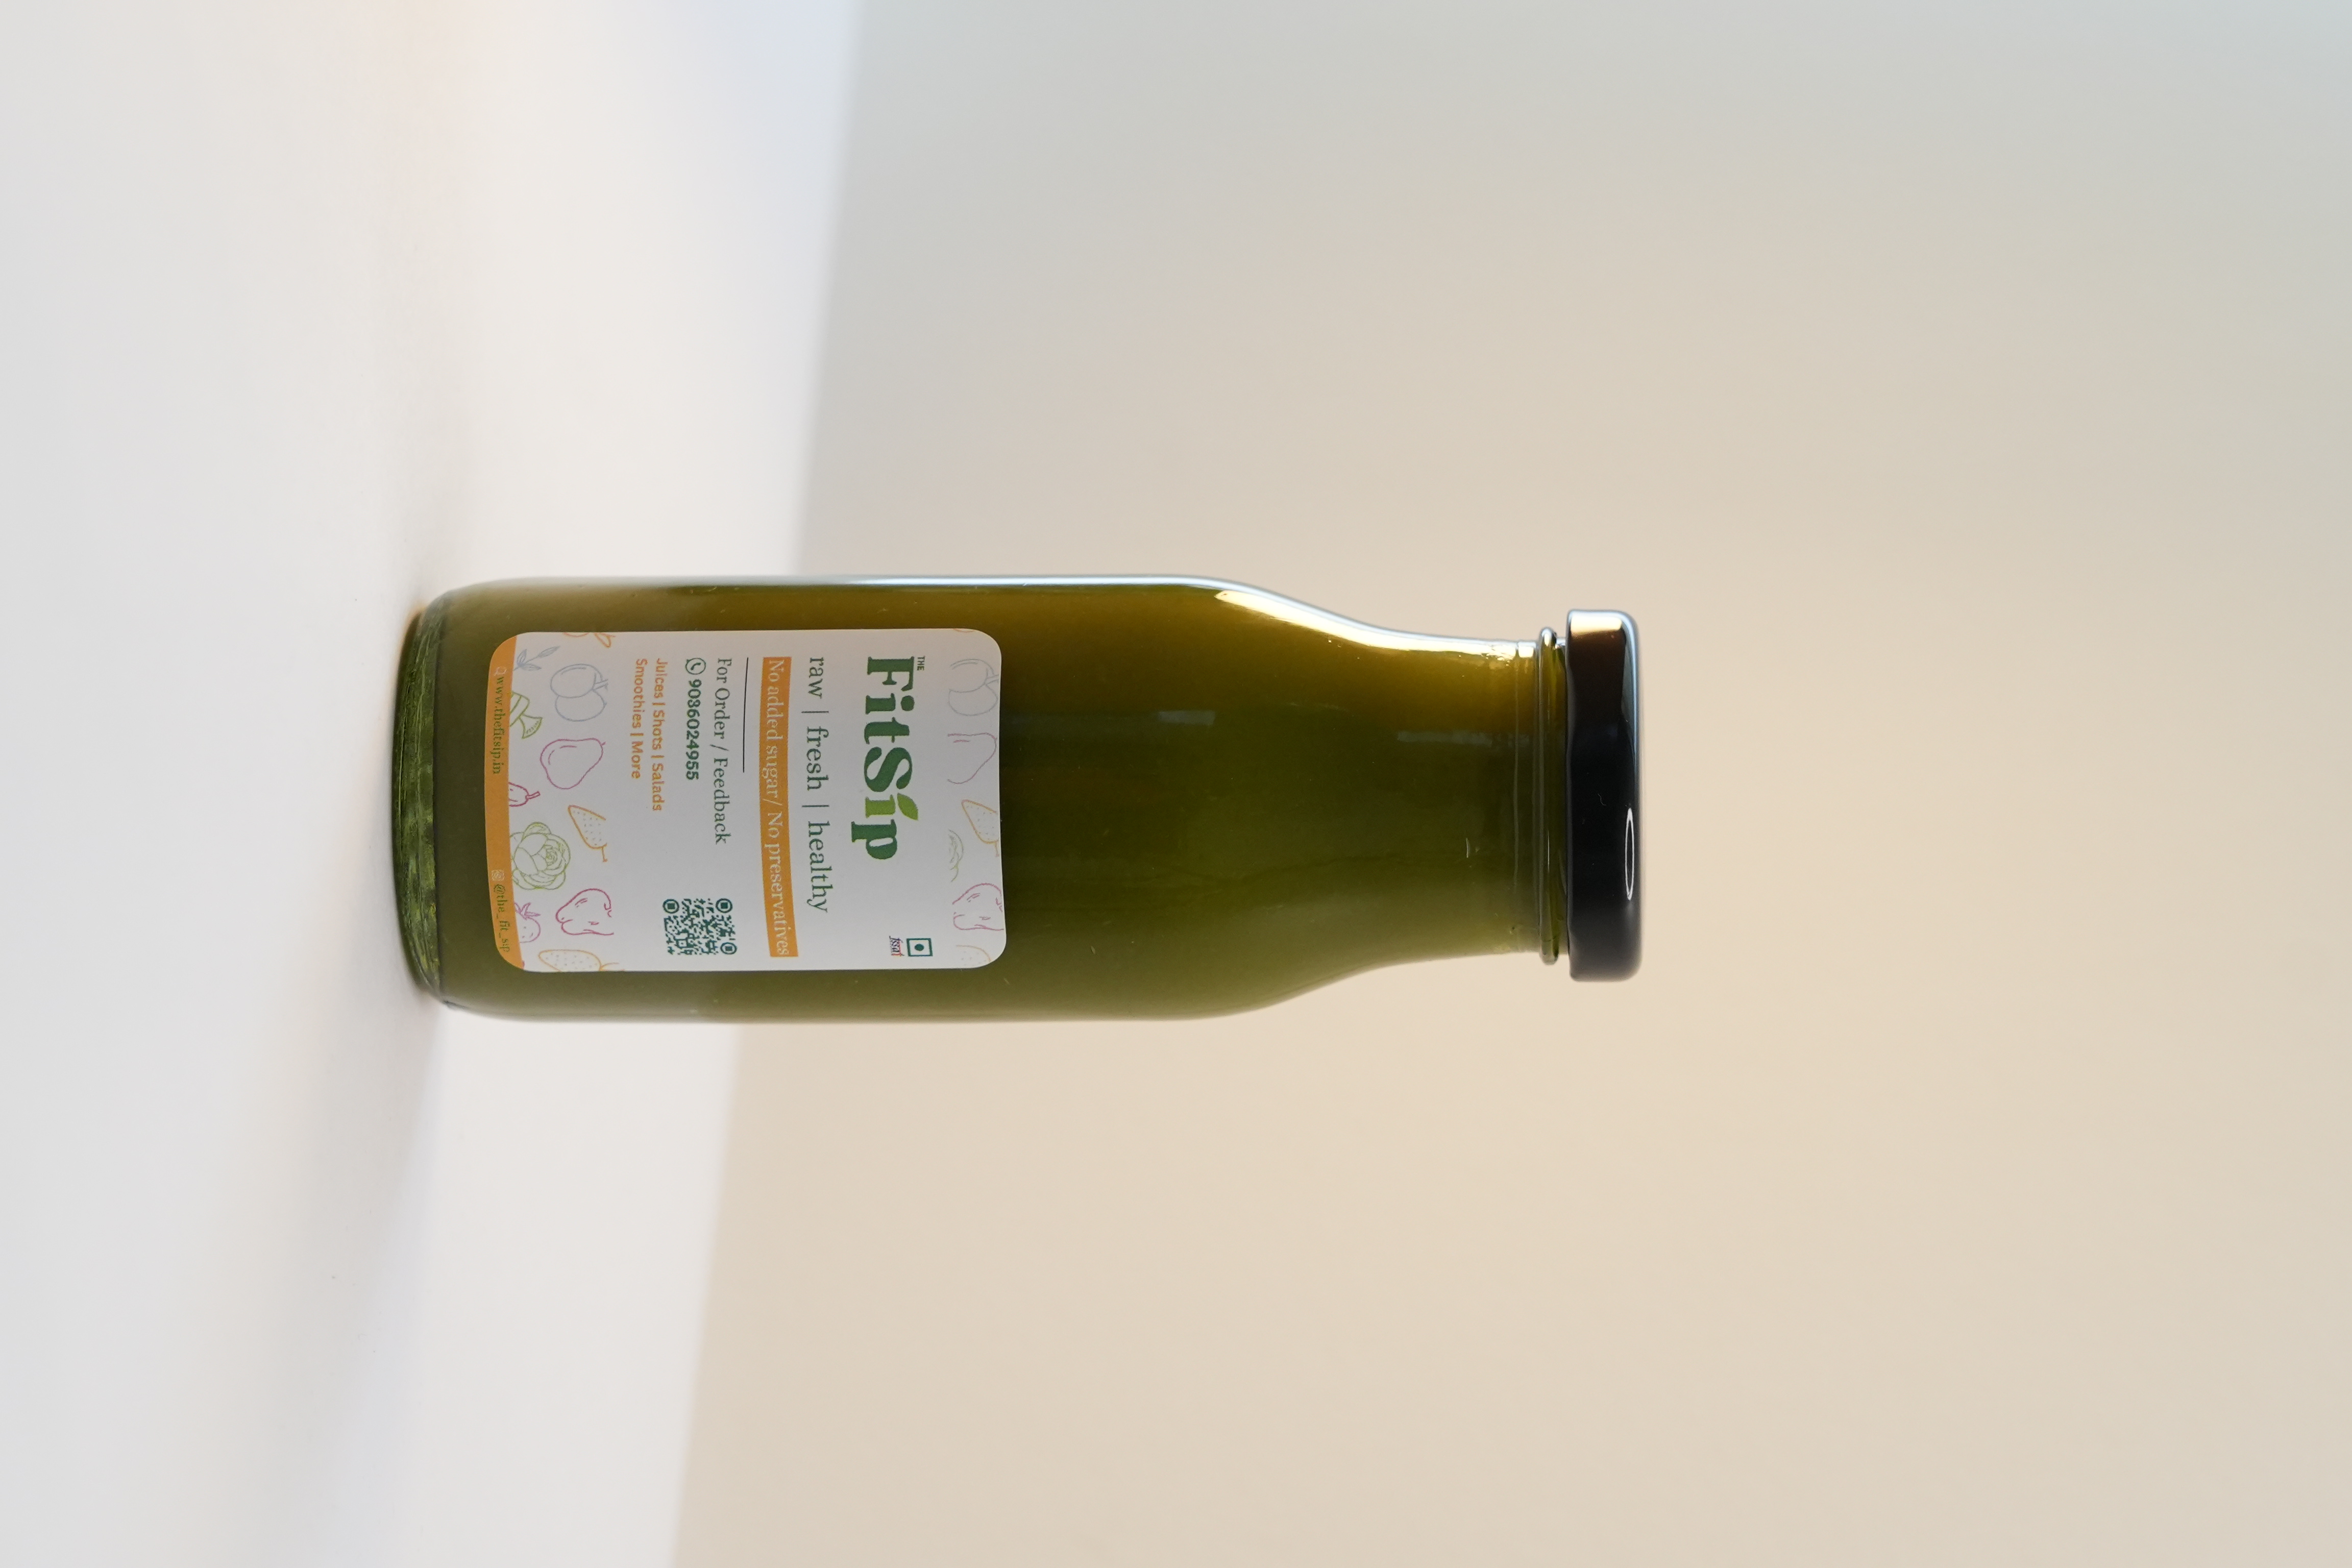 THE
FitSip
fssai
raw | fresh | healthy
No added sugar/ No preservatives
For Order / Feedback
9036024955
Juices | Shots | Salads
Smoothies | More
www.thefitsip.in
@the_fit_sip